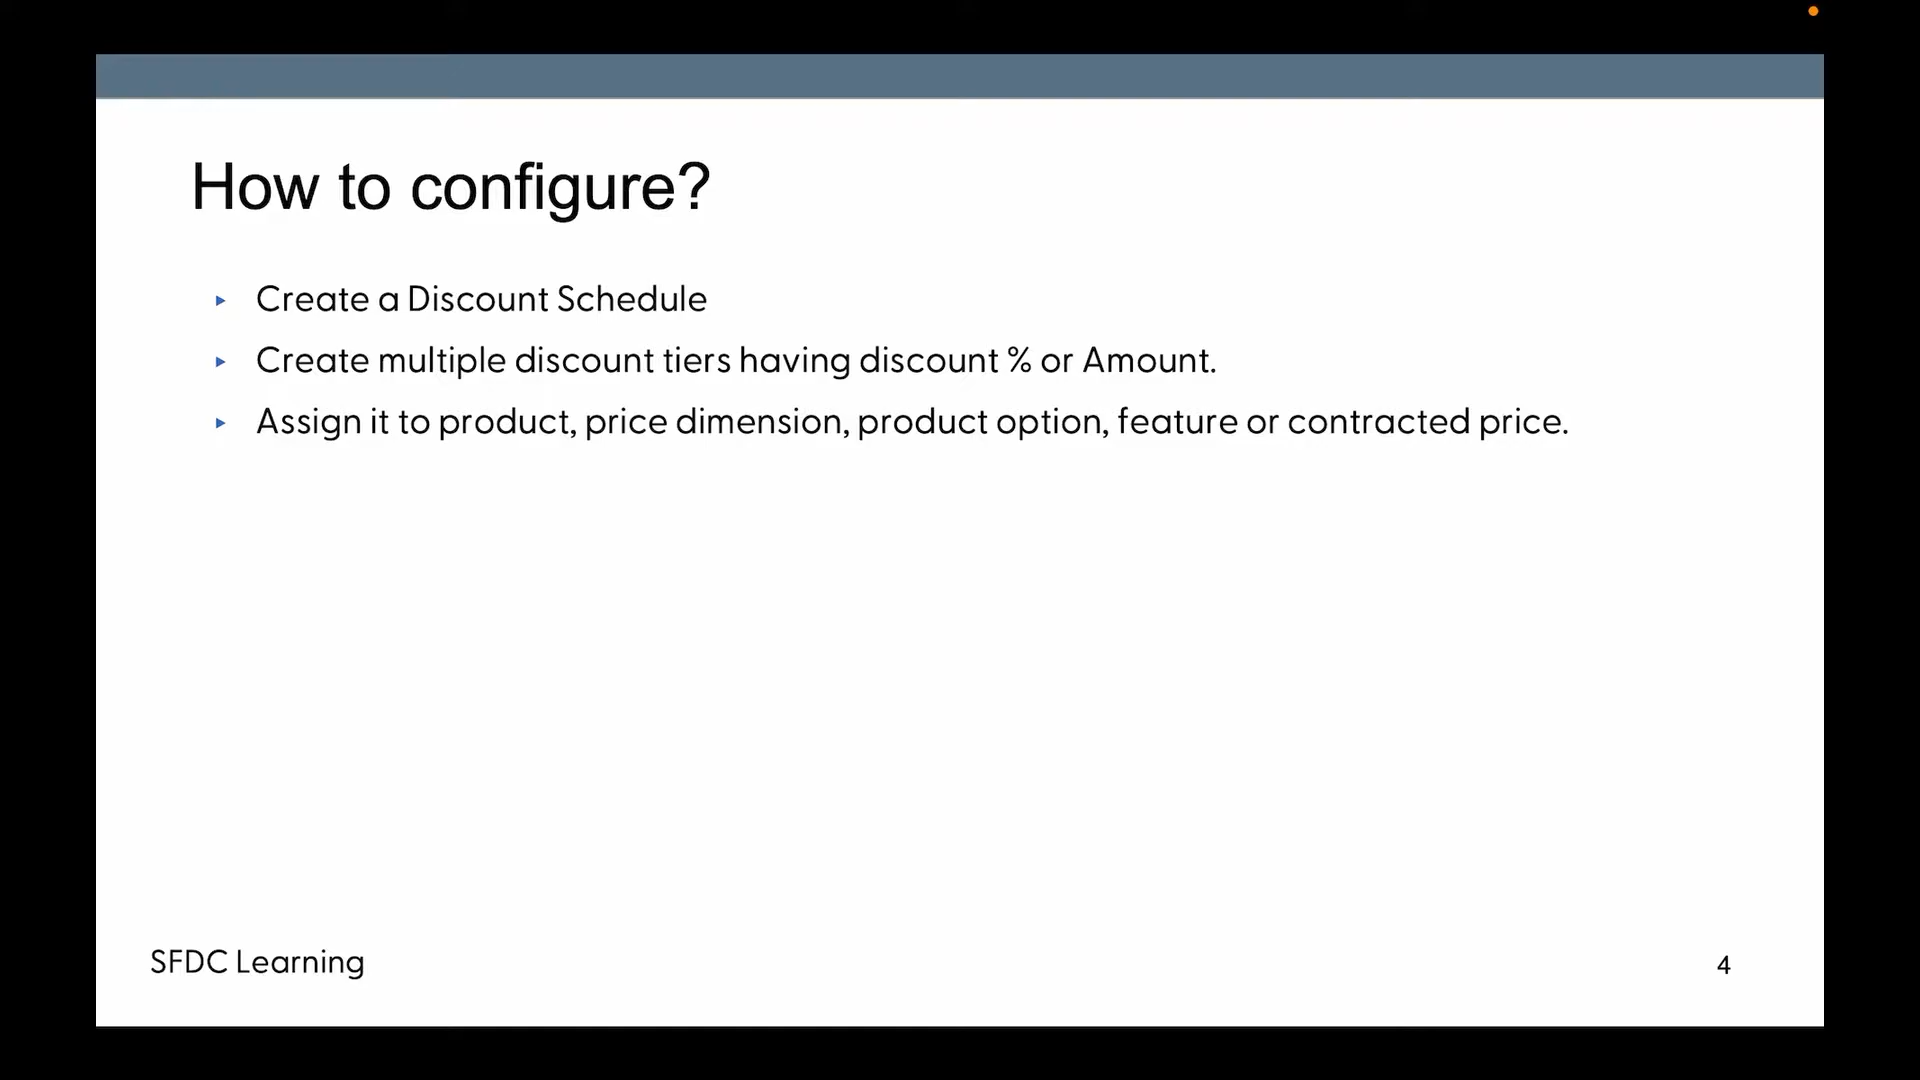 How to configure?
Create a Discount Schedule
Create multiple discount tiers having discount % or Amount.
Assign it to product, price dimension, product option, feature or contracted price.
SFDC Learning
4